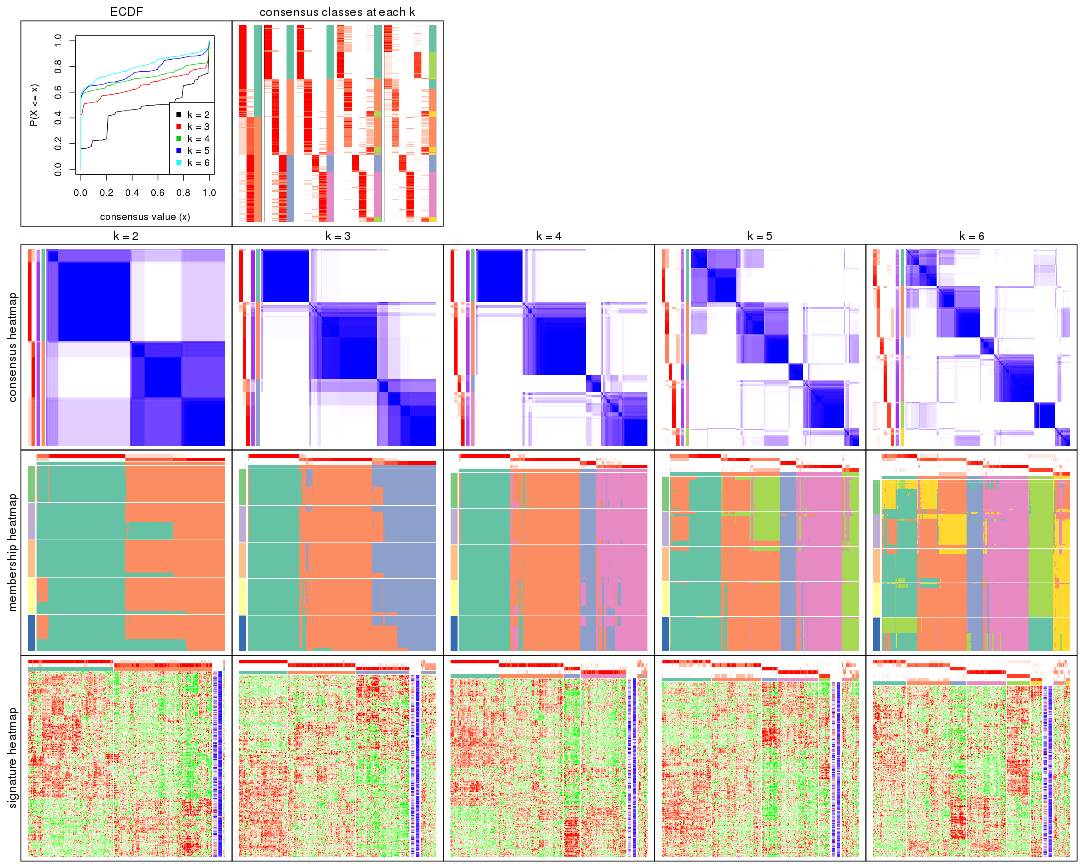 ECDF
consensus classes at each k
P(X <= x)
1.0
0.8
0.6
0.4
0.2
0.0
k = 2
k = 3
k = 4
k = 5
k = 6
0.0 0.2 0.4 0.6 0.8 1.0
consensus value (x)
k = 2 k = 3 k = 4 k = 5 k = 6
consensus heatmap
membership heatmap
signature heatmap